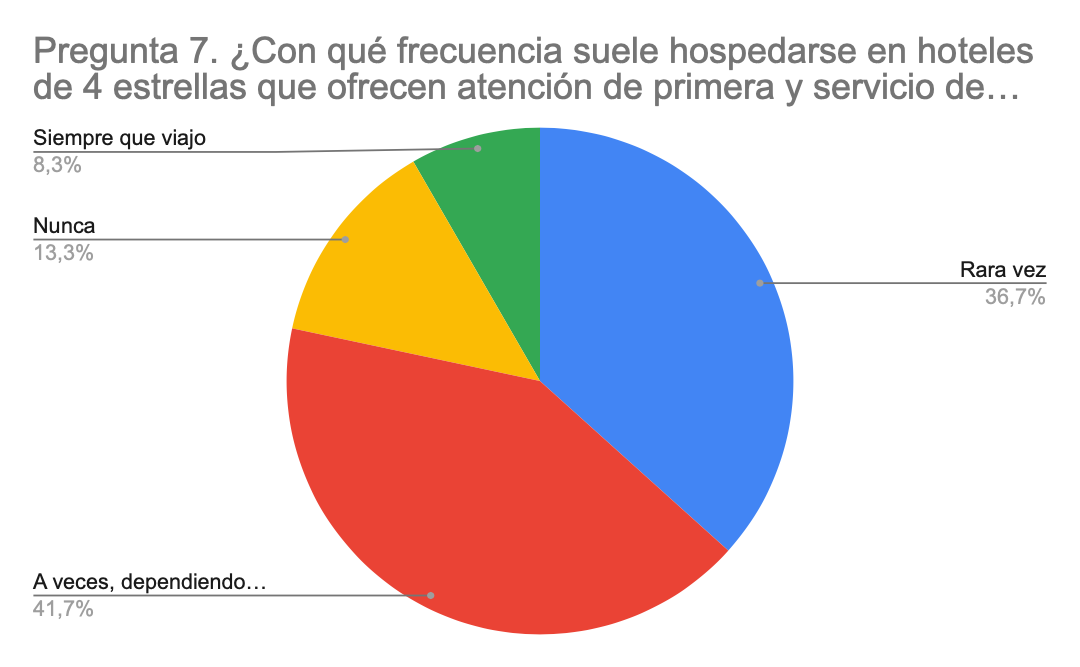 Pregunta 7. ¿Con qué frecuencia suele hospedarse en hoteles
de 4 estrellas que ofrecen atención de primera y servicio de…
Siempre que viajo
8,3%
Nunca
13,3%
Rara vez
36,7%
A veces, dependiendo…
41,7%